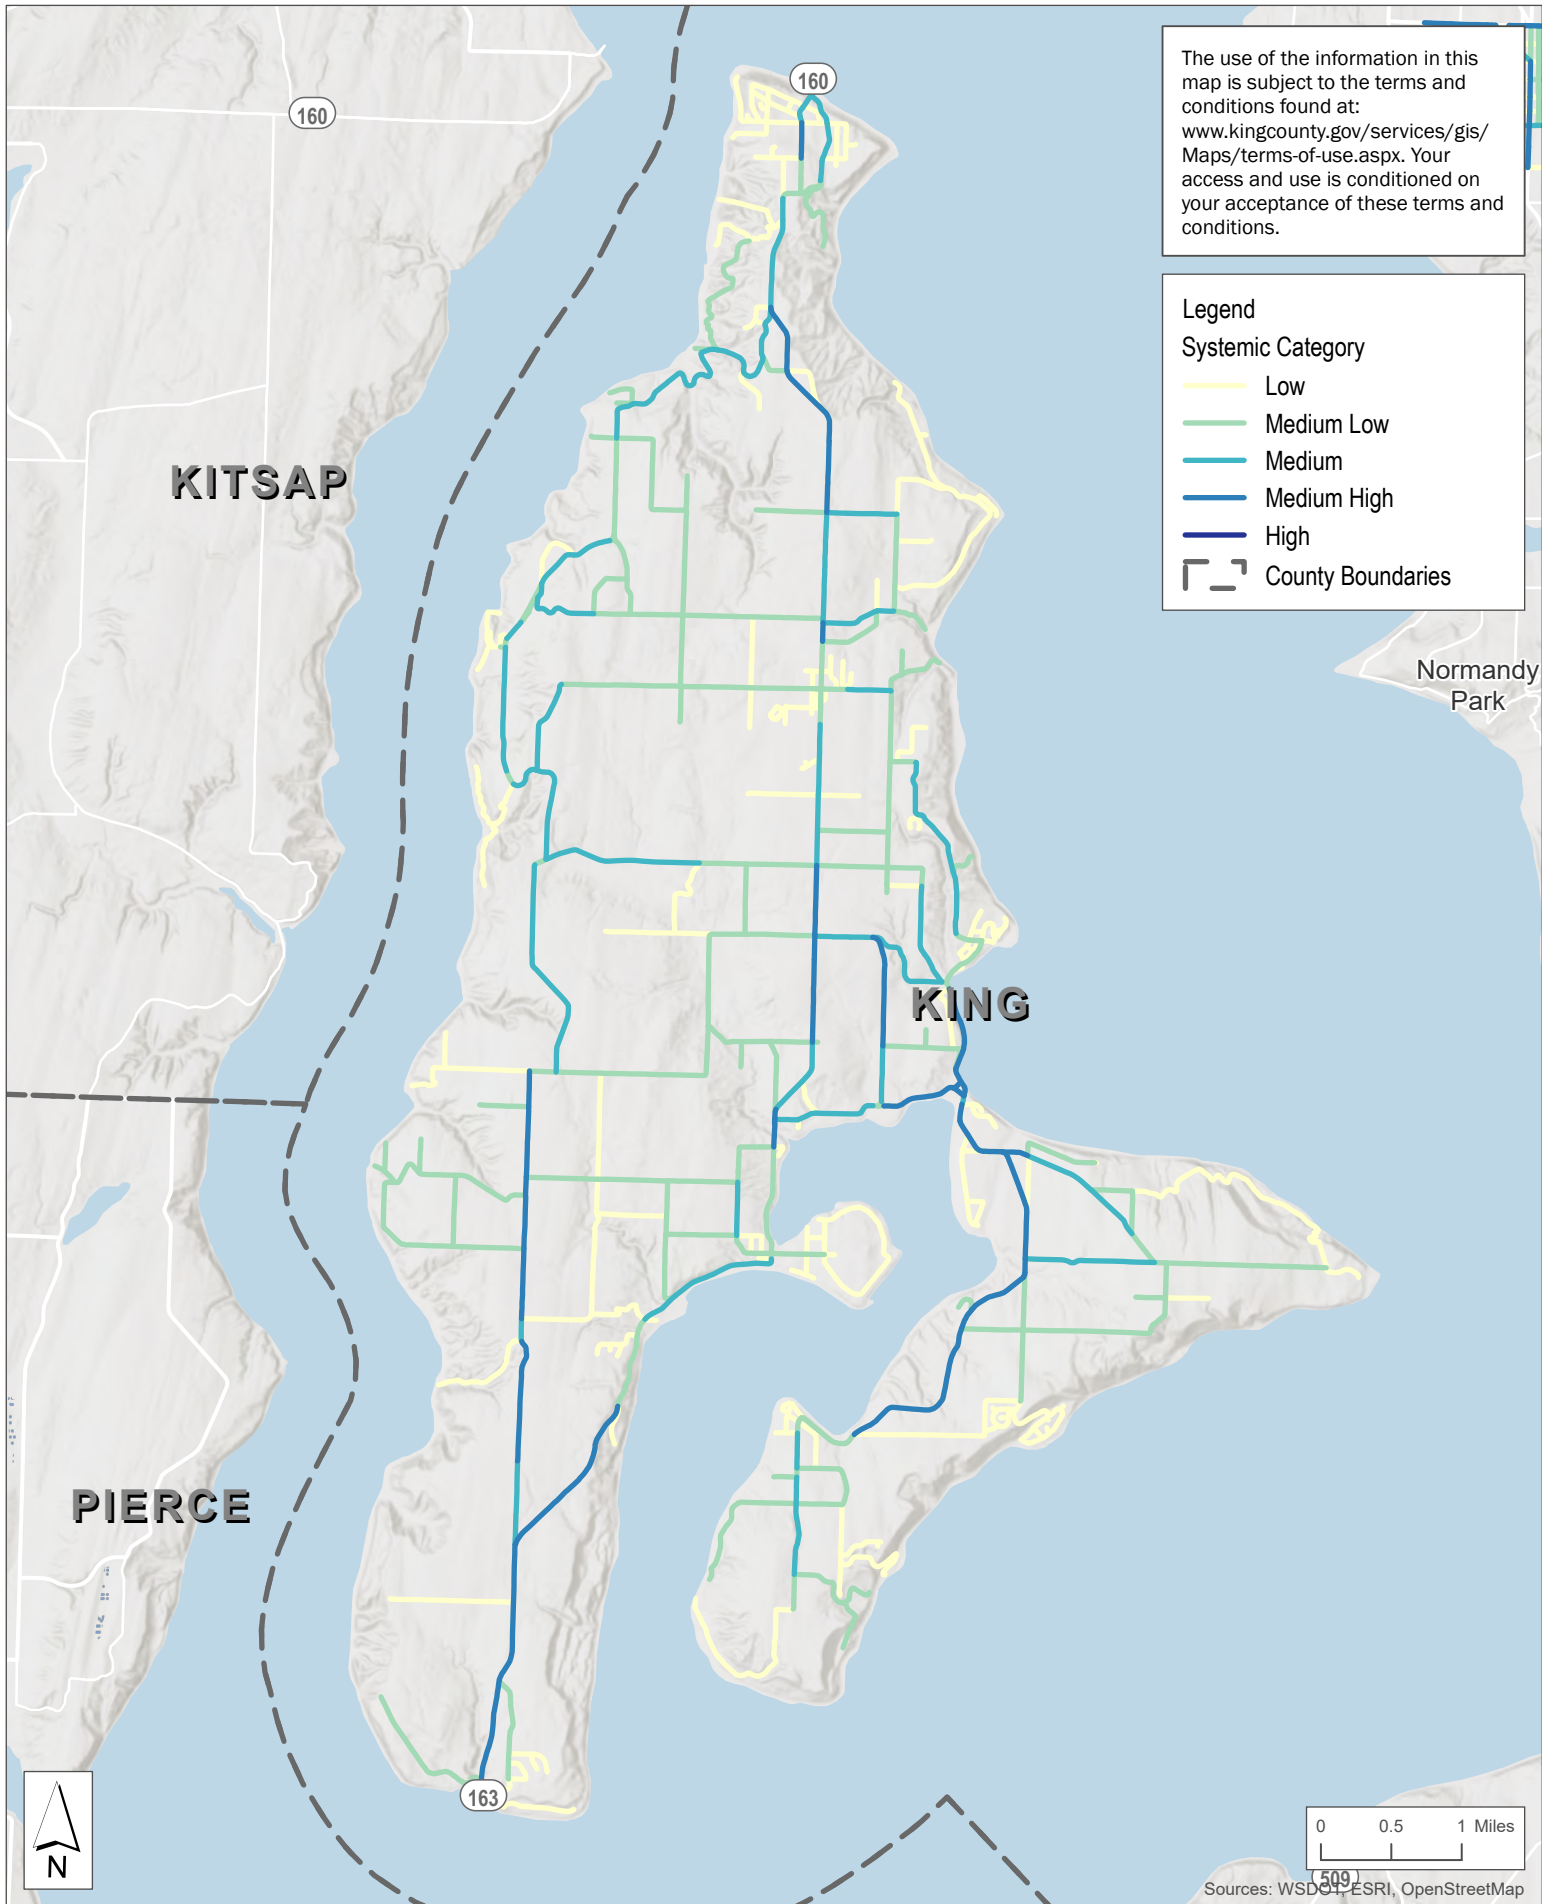 160
160
The use of the information in this
map is subject to the terms and
conditions found at:
www.kingcounty.gov/services/gis/
Maps/terms-of-use.aspx. Your
access and use is conditioned on
your acceptance of these terms and
conditions.
Legend
Systemic Category
Low
Medium Low
Medium
Medium High
High
County Boundaries
KITSAP
Normandy
Park
KING
PIERCE
163
N
0 0.5 1 Miles
509
Sources: WSDOT, ESRI, OpenStreetMap